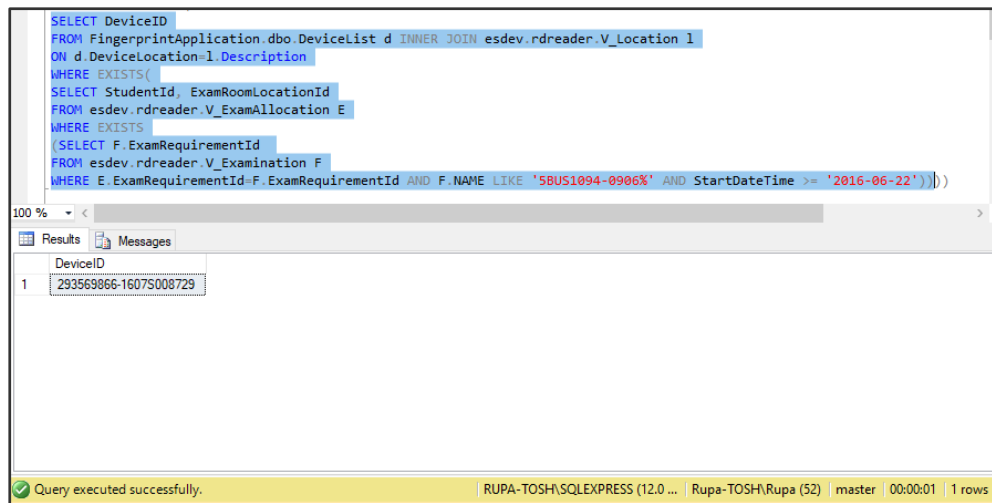 SELECT DeviceID
FROM FingerprintApplication.dbo.DeviceList d INNER JOIN esdev.rdreader.V_Location l
ON d.DeviceLocation=l.Description
WHERE EXISTS(
SELECT StudentId, ExamRoomLocationId
FROM esdev.rdreader.V_ExamAllocation E
WHERE EXISTS
(SELECT F.ExamRequirementId
FROM esdev.rdreader.V_Examination F
WHERE E.ExamRequirementId=F.ExamRequirementId AND F.NAME LIKE '5BUS1094-0906%' AND StartDateTime >= '2016-06-22'))))
100 %
Results Messages
DeviceID
1 293569866-1607S008729
Query executed successfully. RUPA-TOSH\SQLEXPRESS (12.0 ... Rupa-TOSH\Rupa (52) master 00:00:01 1 rows